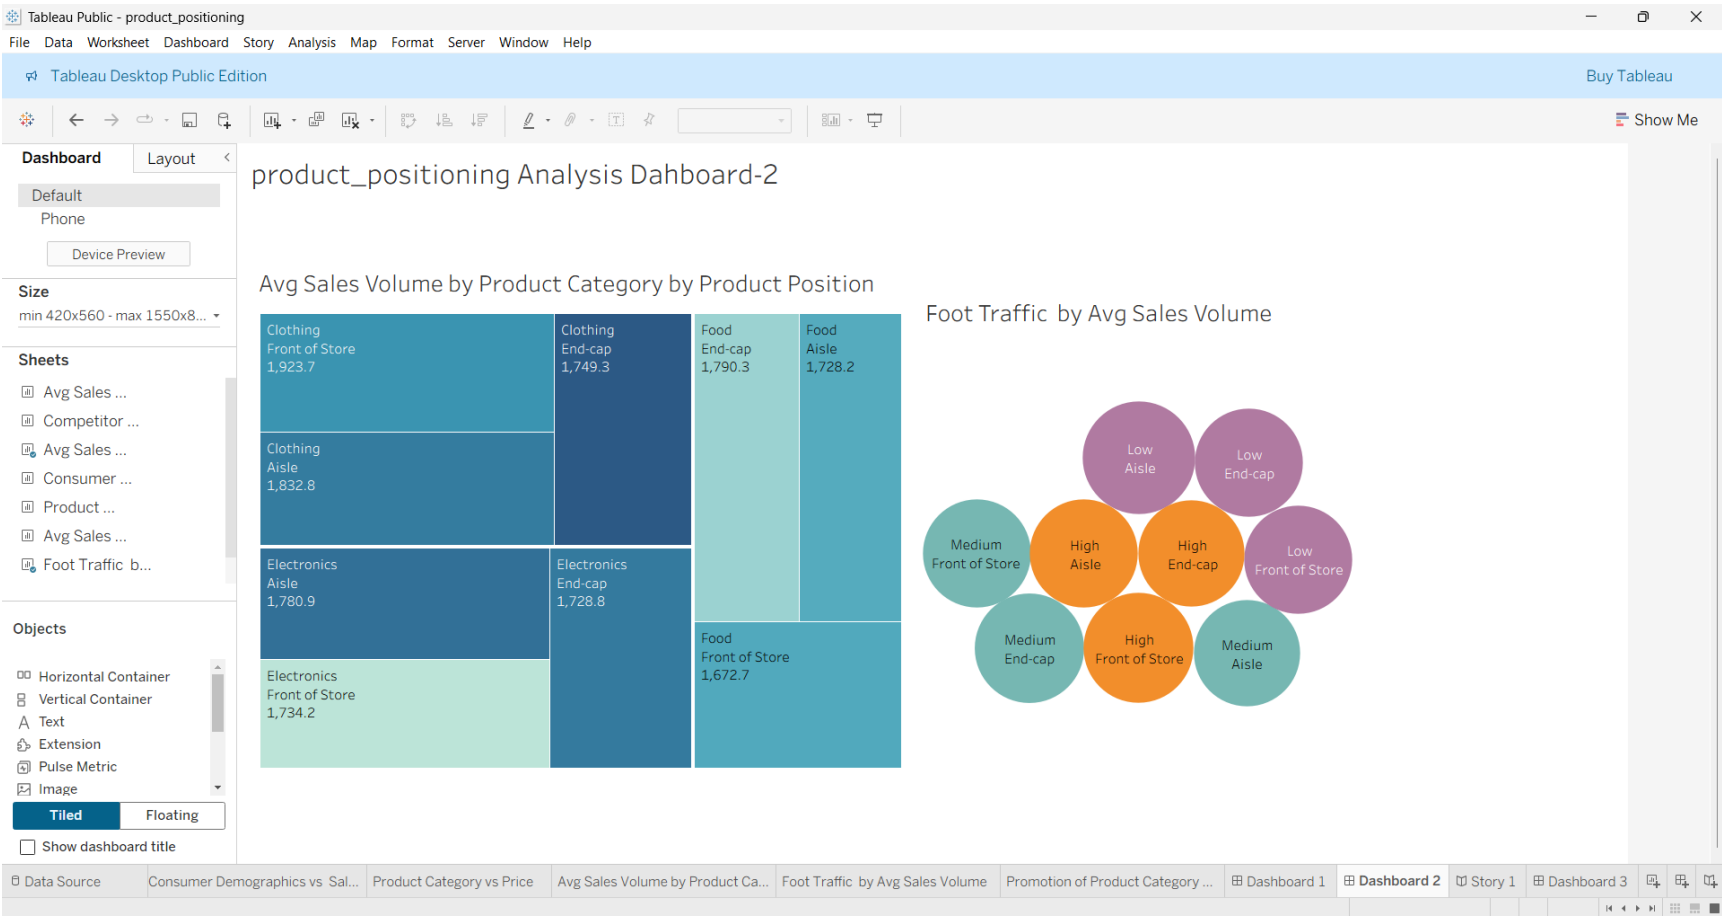 Tableau Public - product_positioning
File Data Worksheet Dashboard Story Analysis Map Format Server Window Help
Tableau Desktop Public Edition
Buy Tableau
Show Me
Dashboard
Layout
Default
Phone
Device Preview
Size
min 420x560 - max 1550x8...
Sheets
Avg Sales ...
Competitor ...
Avg Sales ...
Consumer ...
Product ...
Avg Sales ...
Foot Traffic b...
Objects
Horizontal Container
Vertical Container
Text
Extension
Pulse Metric
Image
Tiled
Floating
Show dashboard title
product_positioning Analysis Dahboard-2
Avg Sales Volume by Product Category by Product Position
Clothing
Front of Store
1,923.7
Clothing
End-cap
1,749.3
Food
End-cap
1,790.3
Food
Aisle
1,728.2
Clothing
Aisle
1,832.8
Electronics
Aisle
1,780.9
Electronics
End-cap
1,728.8
Food
Front of Store
1,672.7
Electronics
Front of Store
1,734.2
Foot Traffic by Avg Sales Volume
Low
Aisle
Low
End-cap
Medium
Front of Store
High
Aisle
High
End-cap
Low
Front of Store
Medium
End-cap
High
Front of Store
Medium
Aisle
Data Source
Consumer Demographics vs Sal...
Product Category vs Price
Avg Sales Volume by Product Ca...
Foot Traffic by Avg Sales Volume
Promotion of Product Category ...
Dashboard 1
Dashboard 2
Story 1
Dashboard 3